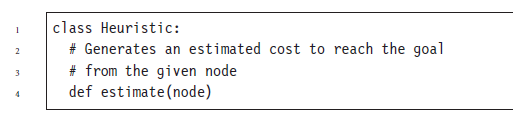 1 class Heuristic:
2 # Generates an estimated cost to reach the goal
3 # from the given node
4 def estimate(node)